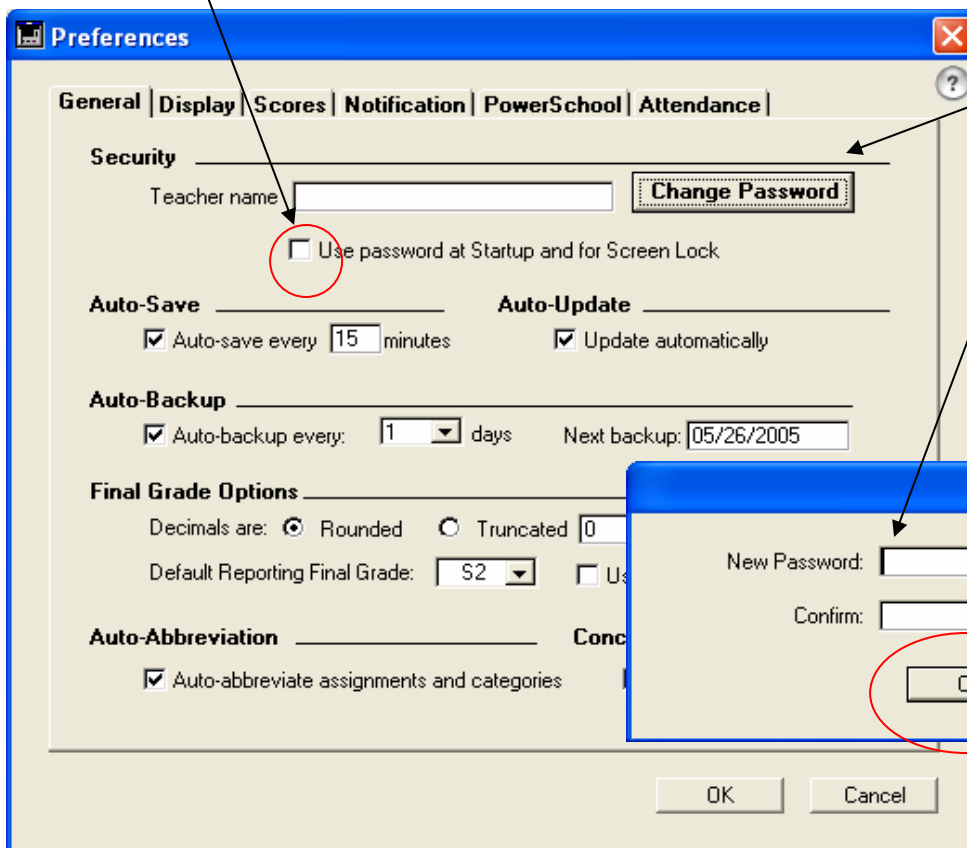 Preferences
?
General | Display | Scores | Notification | PowerSchool | Attendance |
Security
Teacher name
Change Password
Use password at Startup and for Screen Lock
Auto-Save
Auto-Update
Auto-save every 15 minutes
Update automatically
Auto-Backup
Auto-backup every: 1 days Next backup: 05/26/2005
Final Grade Options
Decimals are: Rounded Truncated 0
Default Reporting Final Grade: S2
Auto-Abbreviation
Auto-abbreviate assignments and categories
New Password:
Confirm:
OK Cancel